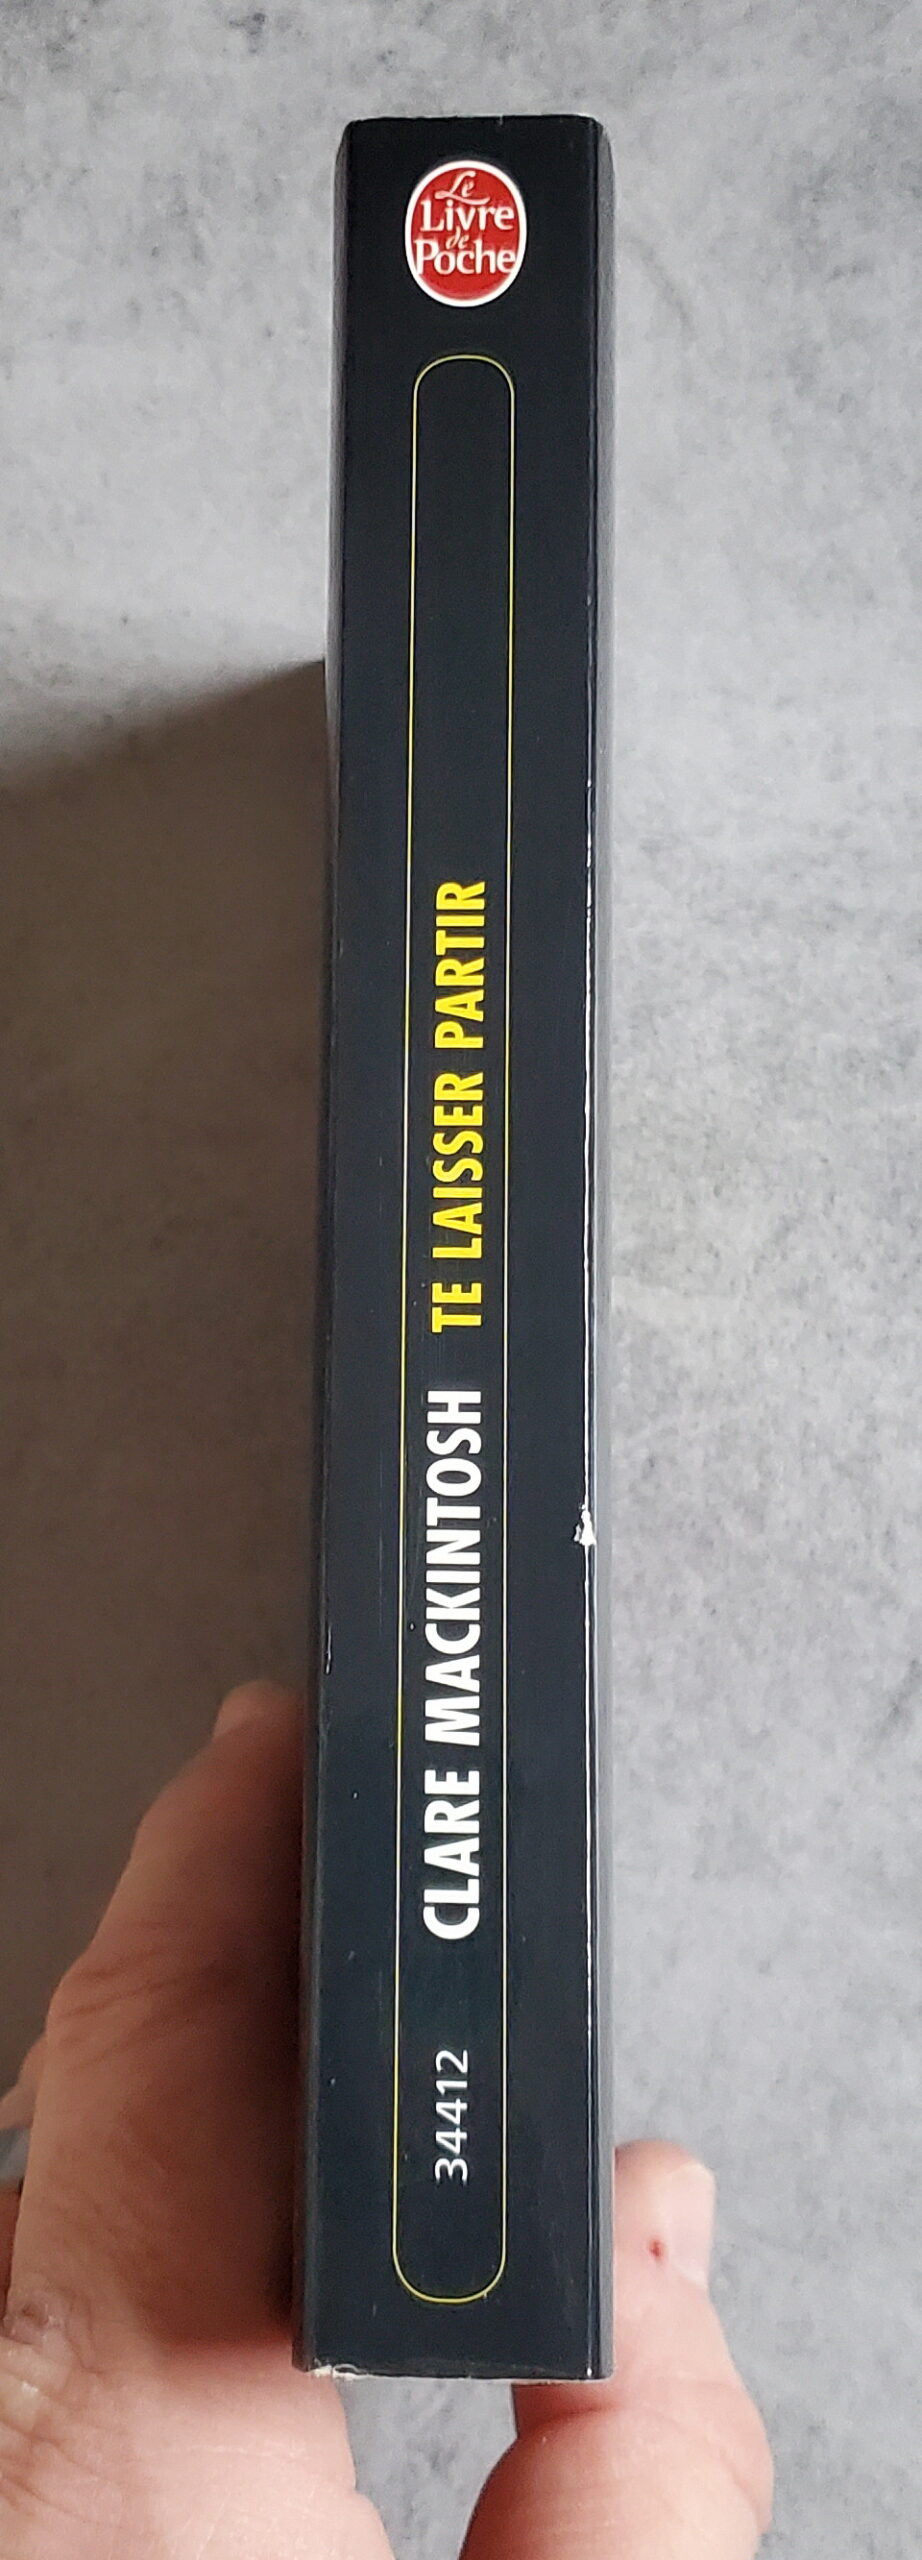 Le
Livre
de
Poche
34412 CLARE MACKINTOSH TE LAISSER PARTIR